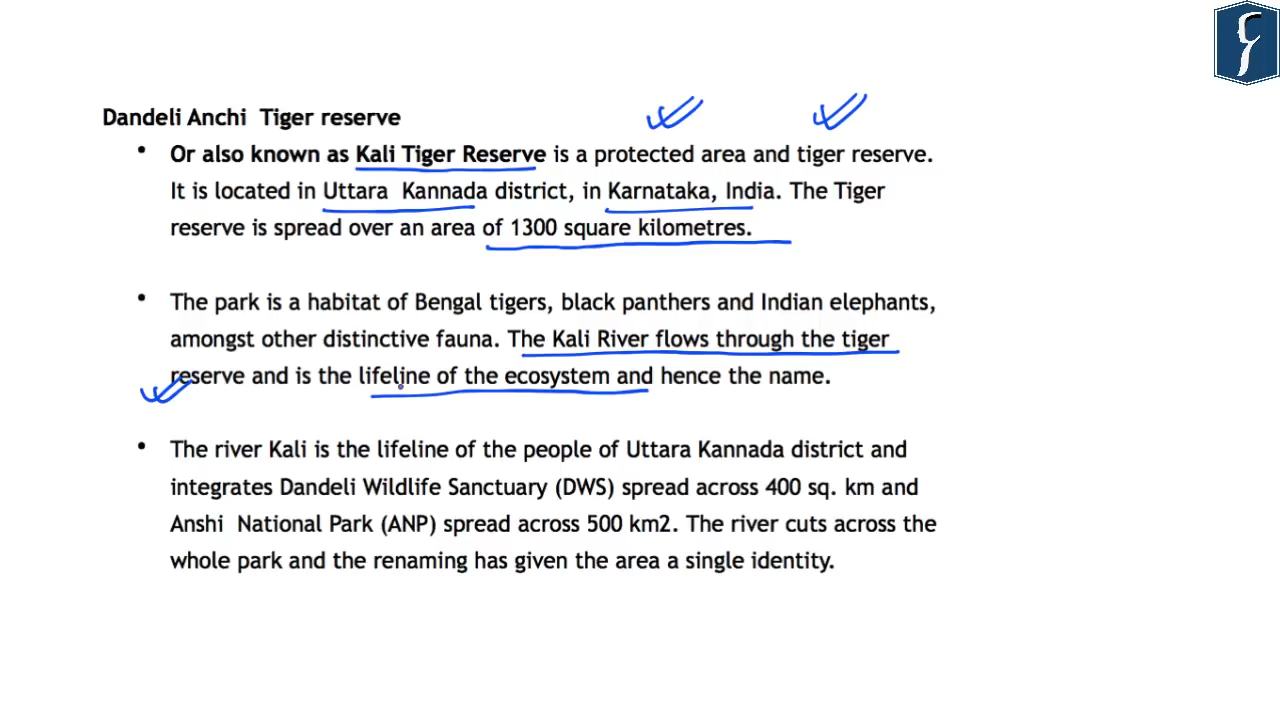 Dandeli Anchi Tiger reserve
• Or also known as Kali Tiger Reserve is a protected area and tiger reserve.
It is located in Uttara Kannada district, in Karnataka, India. The Tiger
reserve is spread over an area of 1300 square kilometres.
• The park is a habitat of Bengal tigers, black panthers and Indian elephants,
amongst other distinctive fauna. The Kali River flows through the tiger
reserve and is the lifeline of the ecosystem and hence the name.
• The river Kali is the lifeline of the people of Uttara Kannada district and
integrates Dandeli Wildlife Sanctuary (DWS) spread across 400 sq. km and
Anshi National Park (ANP) spread across 500 km2. The river cuts across the
whole park and the renaming has given the area a single identity.